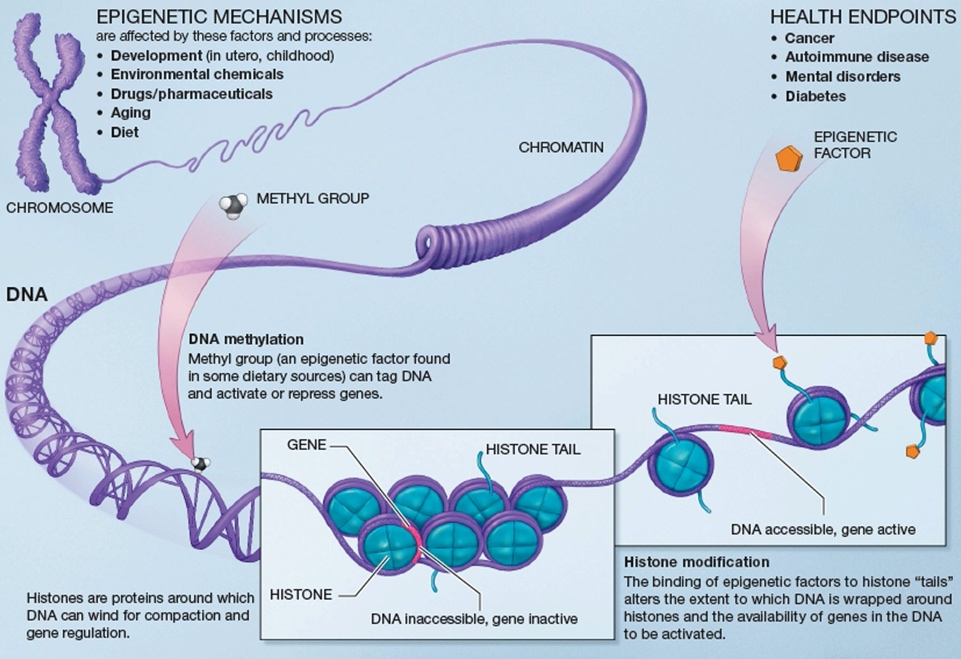 EPIGENETIC MECHANISMS
are affected by these factors and processes:
• Development (in utero, childhood)
• Environmental chemicals
• Drugs/pharmaceuticals
• Aging
• Diet
HEALTH ENDPOINTS
• Cancer
• Autoimmune disease
• Mental disorders
• Diabetes
EPIGENETIC
FACTOR
CHROMATIN
CHROMOSOME
METHYL GROUP
DNA
DNA methylation
Methyl group (an epigenetic factor found
in some dietary sources) can tag DNA
and activate or repress genes.
HISTONE TAIL
GENE
HISTONE TAIL
DNA accessible, gene active
HISTONE
DNA inaccessible, gene inactive
Histones are proteins around which
DNA can wind for compaction and
gene regulation.
Histone modification
The binding of epigenetic factors to histone “tails”
alters the extent to which DNA is wrapped around
histones and the availability of genes in the DNA
to be activated.